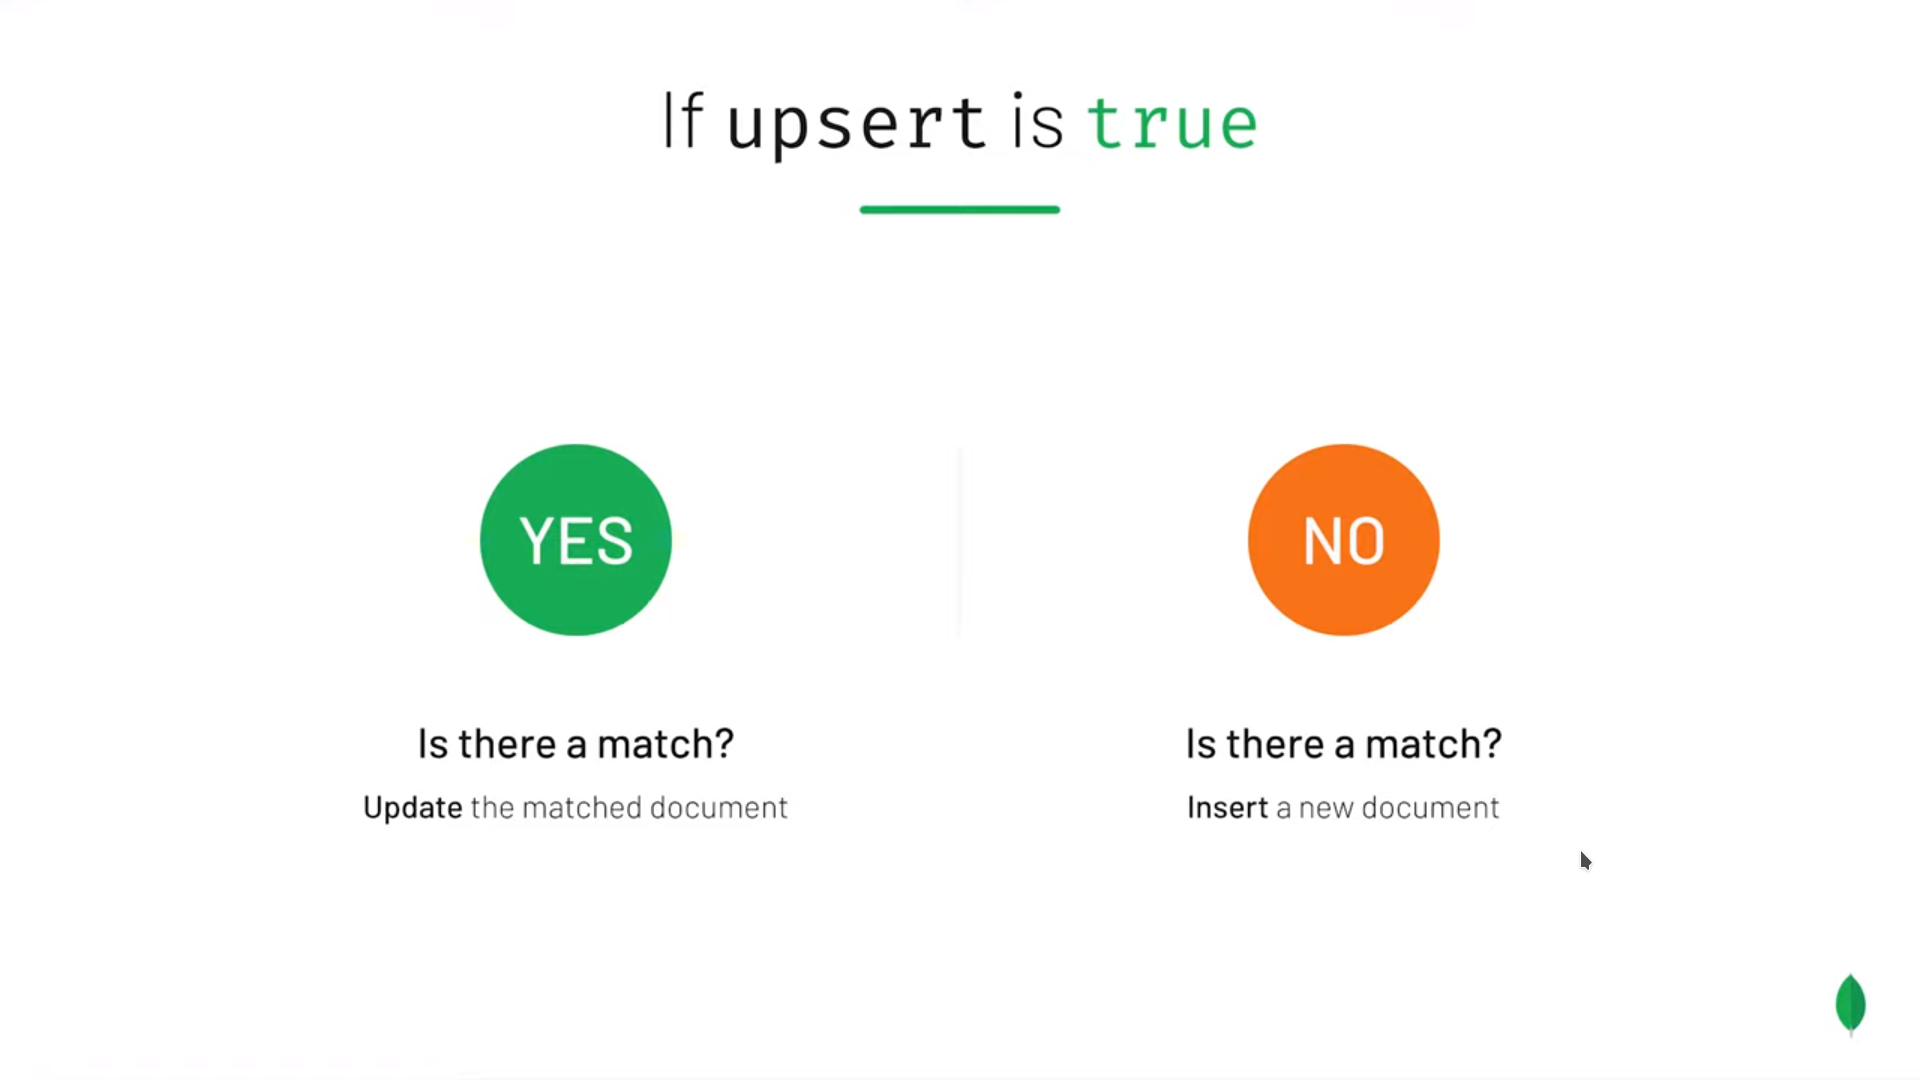 If upsert is true
YES
NO
Is there a match?
Is there a match?
Update the matched document
Insert a new document